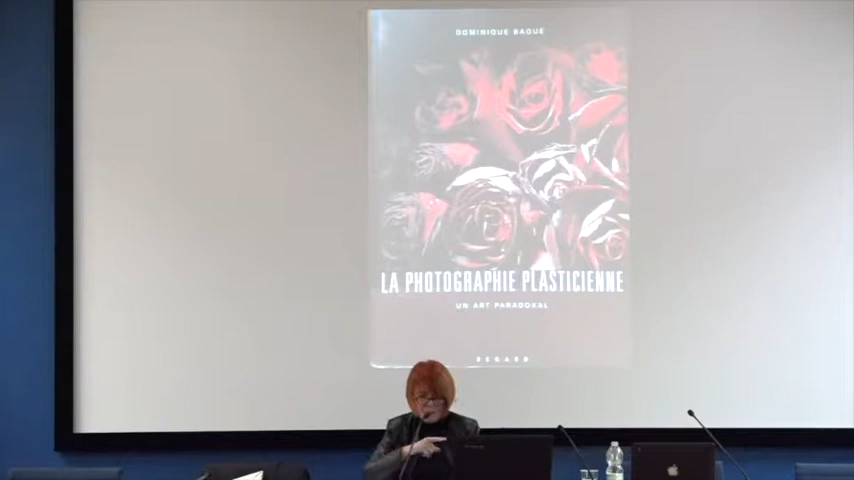 DOMINIQUE BAQUÉ
LA PHOTOGRAPHIE PLASTICIENNE
UN ART PARADOXAL